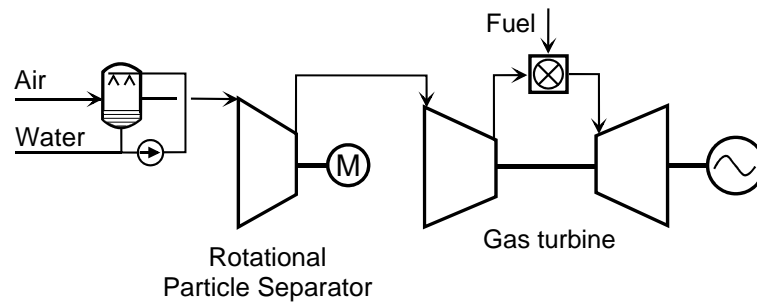 Fuel
Air
Water
M
Gas turbine
Rotational
Particle Separator